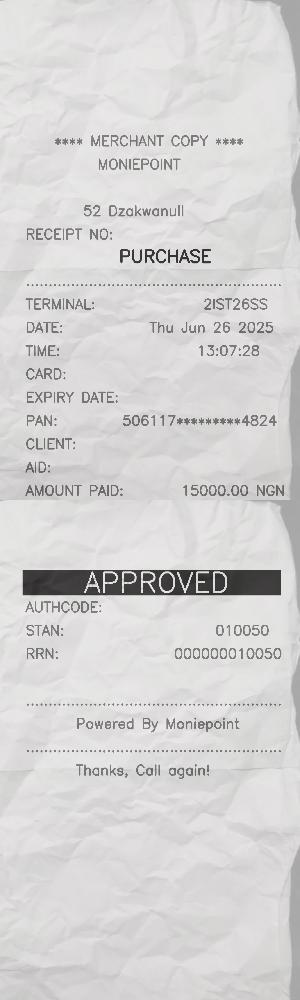 **** MERCHANT COPY ****
MONIEPOINT
52 Dzakwanull
RECEIPT NO:
PURCHASE
TERMINAL: 2IST26SS
DATE: Thu Jun 26 2025
TIME: 13:07:28
CARD:
EXPIRY DATE:
PAN: 506117*********4824
CLIENT:
AID:
AMOUNT PAID: 15000.00 NGN
APPROVED
AUTHCODE:
STAN: 010050
RRN: 000000010050
Powered By Moniepoint
Thanks, Call again!